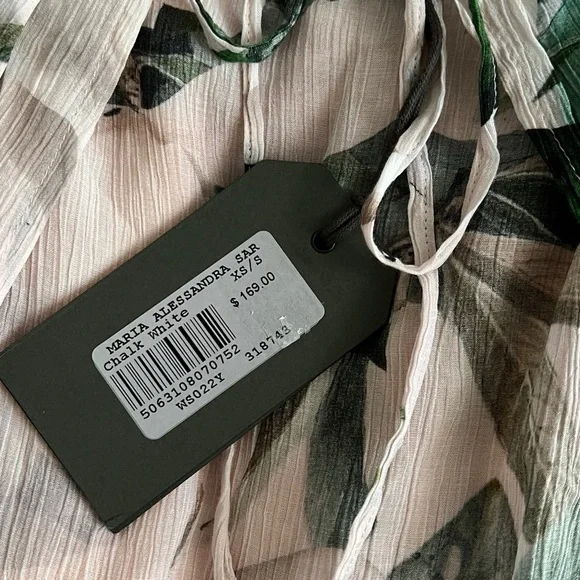 MARIA ALESSANDRA SAR
Chalk White XS/S
$ 169.00
5063108070752
WS022Y 318743